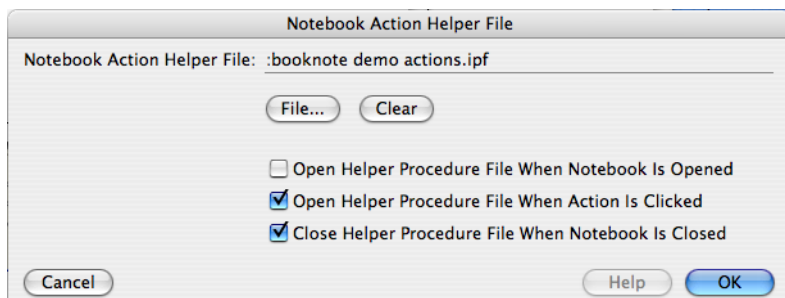 Notebook Action Helper File
Notebook Action Helper File: :booknote demo actions.ipf
File... Clear
Open Helper Procedure File When Notebook Is Opened
Open Helper Procedure File When Action Is Clicked
Close Helper Procedure File When Notebook Is Closed
Cancel Help OK